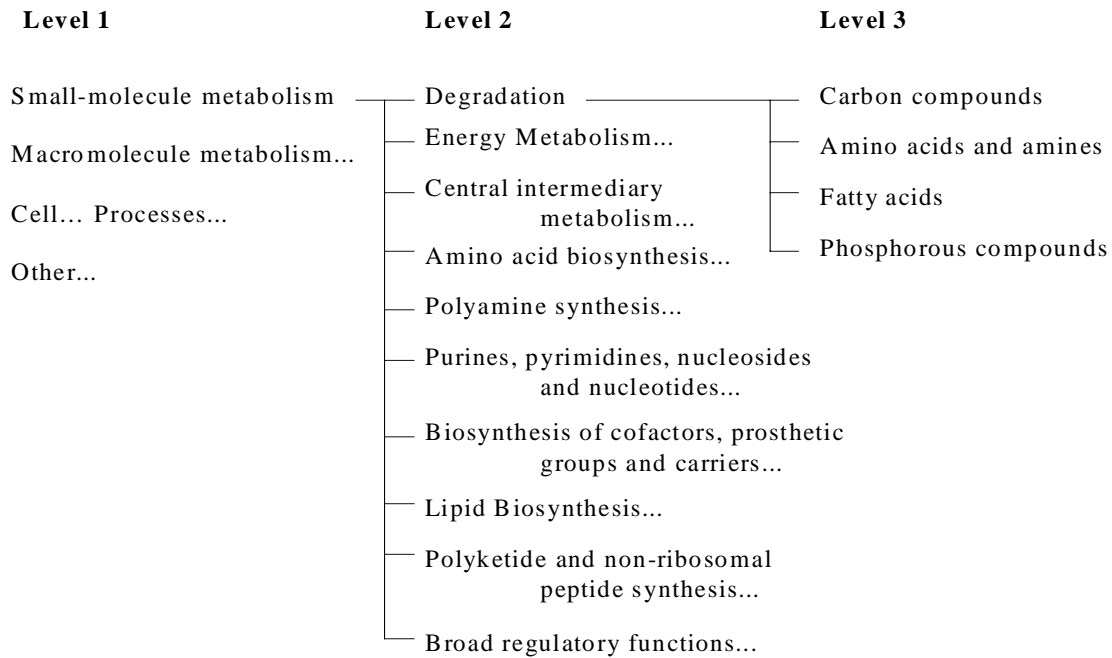 Level 1
Level 2
Level 3
Small-molecule metabolism
Macromolecule metabolism...
Cell... Processes...
Other...
Degradation
Energy Metabolism...
Central intermediary
metabolism...
Amino acid biosynthesis...
Polyamine synthesis...
Purines, pyrimidines, nucleosides
and nucleotides...
Biosynthesis of cofactors, prosthetic
groups and carriers...
Lipid Biosynthesis...
Polyketide and non-ribosomal
peptide synthesis...
Broad regulatory functions...
Carbon compounds
Amino acids and amines
Fatty acids
Phosphorous compounds